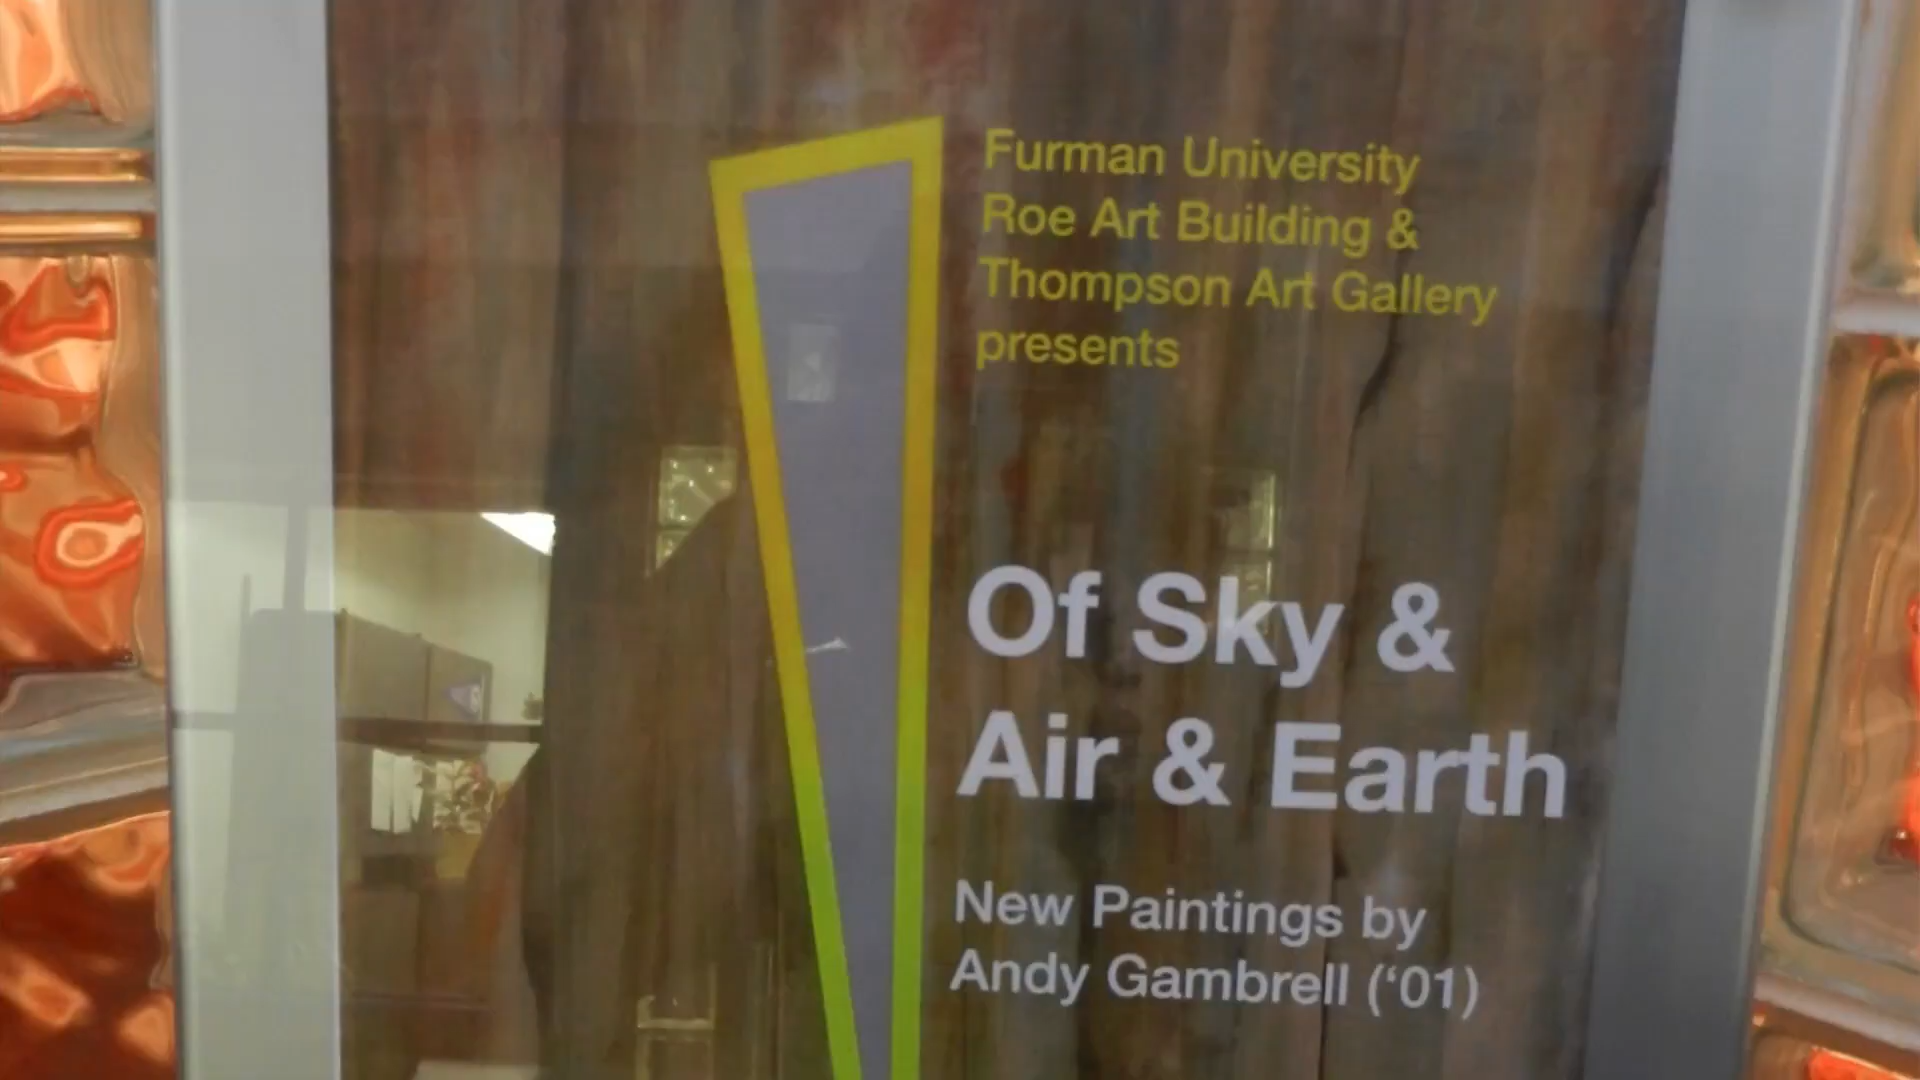 Furman University
Roe Art Building &
Thompson Art Gallery
presents
Of Sky &
Air & Earth
New Paintings by
Andy Gambrell (‘01)